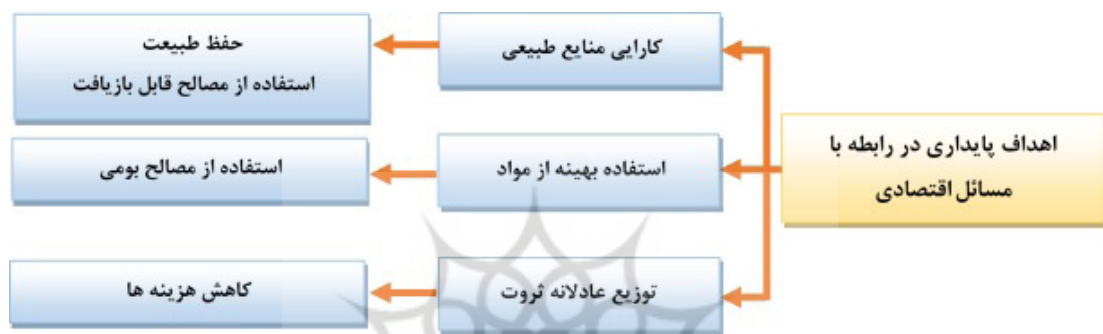 اهداف پایداری در رابطه با
مسائل اقتصادی
کارایی منابع طبیعی
حفظ طبیعت
استفاده از مصالح قابل بازیافت
استفاده بهینه از مواد
استفاده از مصالح بومی
توزیع عادلانه ثروت
کاهش هزینه ها